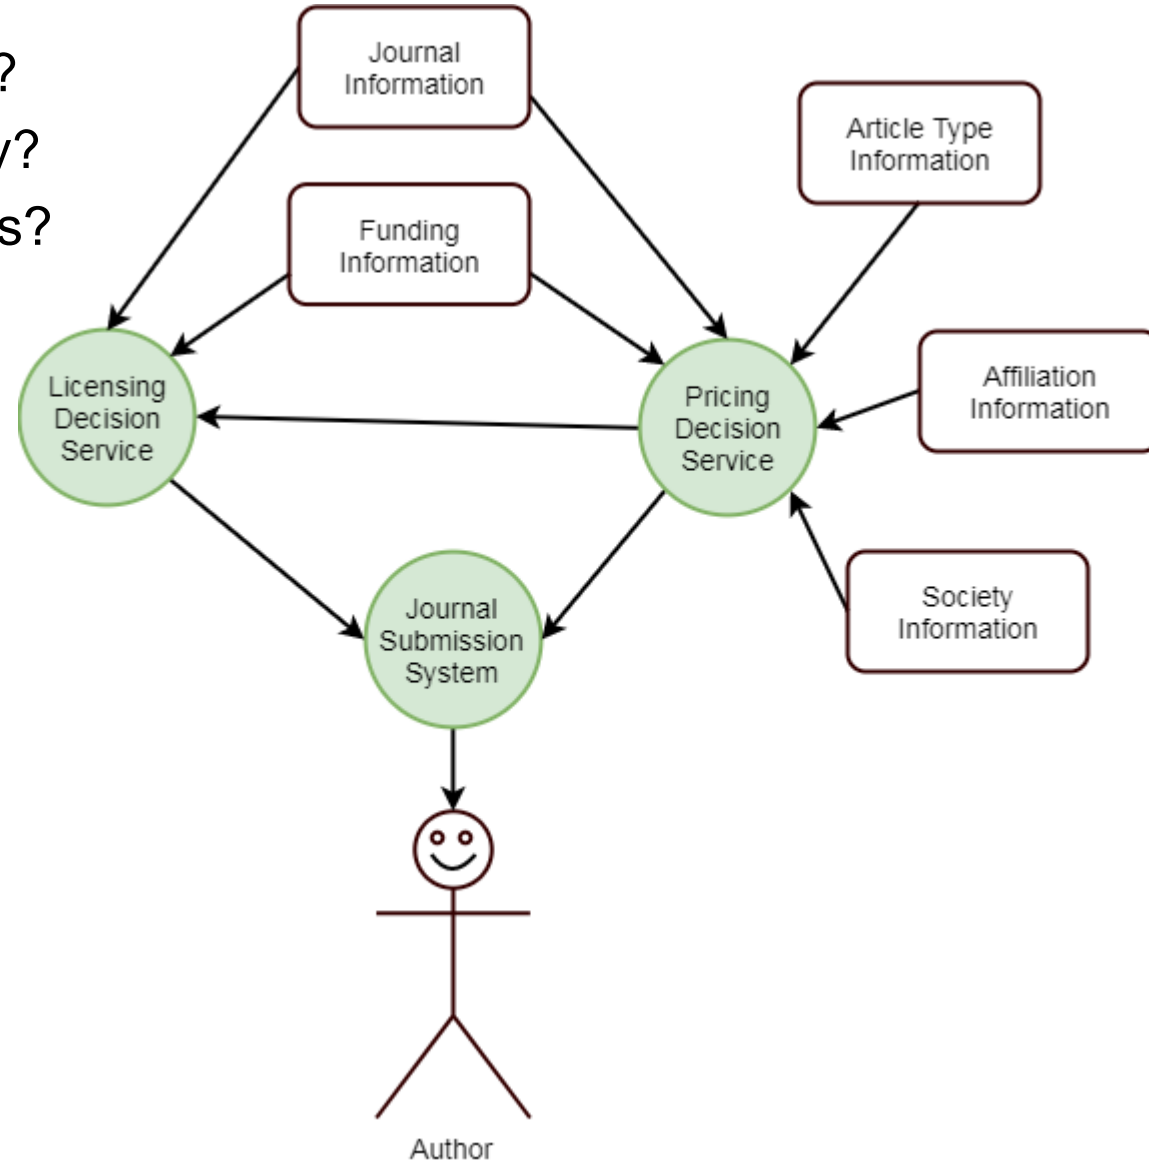 ?
y?
s?
Journal
Information
Article Type
Information
Funding
Information
Licensing
Decision
Service
Pricing
Decision
Service
Affiliation
Information
Journal
Submission
System
Society
Information
Author